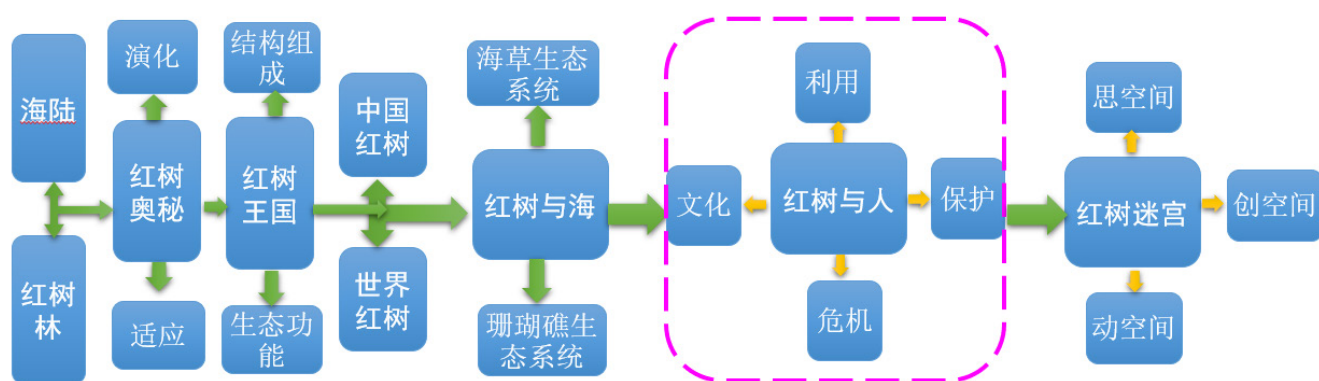 海陆
红树
林
演化
红树
奥秘
适应
结构组
成
红树
王国
生态功
能
中国
红树
世界
红树
海草生态
系统
红树与海
珊瑚礁生
态系统
利用
文化
红树与人
保护
危机
思空间
红树迷宫
创空间
动空间